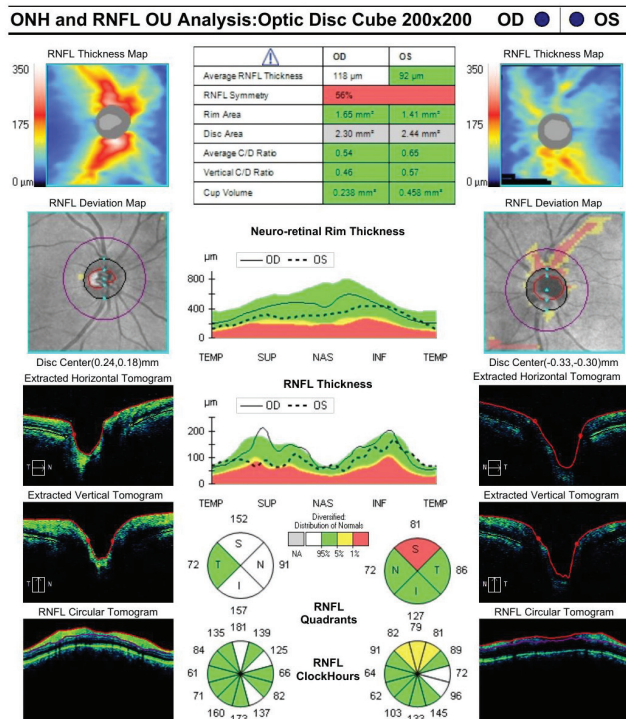 ONH and RNFL OU Analysis:Optic Disc Cube 200x200 OD OS
RNFL Thickness Map
350
175
0 µm
OD OS
Average RNFL Thickness 118 µm 92 µm
RNFL Symmetry 56%
Rim Area 1.65 mm² 1.41 mm²
Disc Area 2.30 mm² 2.44 mm²
Average C/D Ratio 0.54 0.65
Vertical C/D Ratio 0.46 0.57
Cup Volume 0.238 mm³ 0.458 mm³
RNFL Thickness Map
350
175
0 µm
RNFL Deviation Map
Disc Center(0.24,0.18)mm
Neuro-retinal Rim Thickness
µm OD OS
800
400
0
TEMP SUP NAS INF TEMP
RNFL Deviation Map
Disc Center(-0.33,-0.30)mm
Extracted Horizontal Tomogram
T N
RNFL Thickness
µm OD OS
200
100
0
TEMP SUP NAS INF TEMP
Extracted Horizontal Tomogram
N T
Extracted Vertical Tomogram
T N
Diversified:
Distribution of Normals
NA 95% 5% 1%
Extracted Vertical Tomogram
N T
152
72 T S N I 91
157
81
72 N S T I 86
127
RNFL
Quadrants
RNFL Circular Tomogram
RNFL Circular Tomogram
181
135 139
84 125
61 66
71 82
160 137
173
RNFL
ClockHours
79
82 81
91 89
64 72
62 96
103 145
133